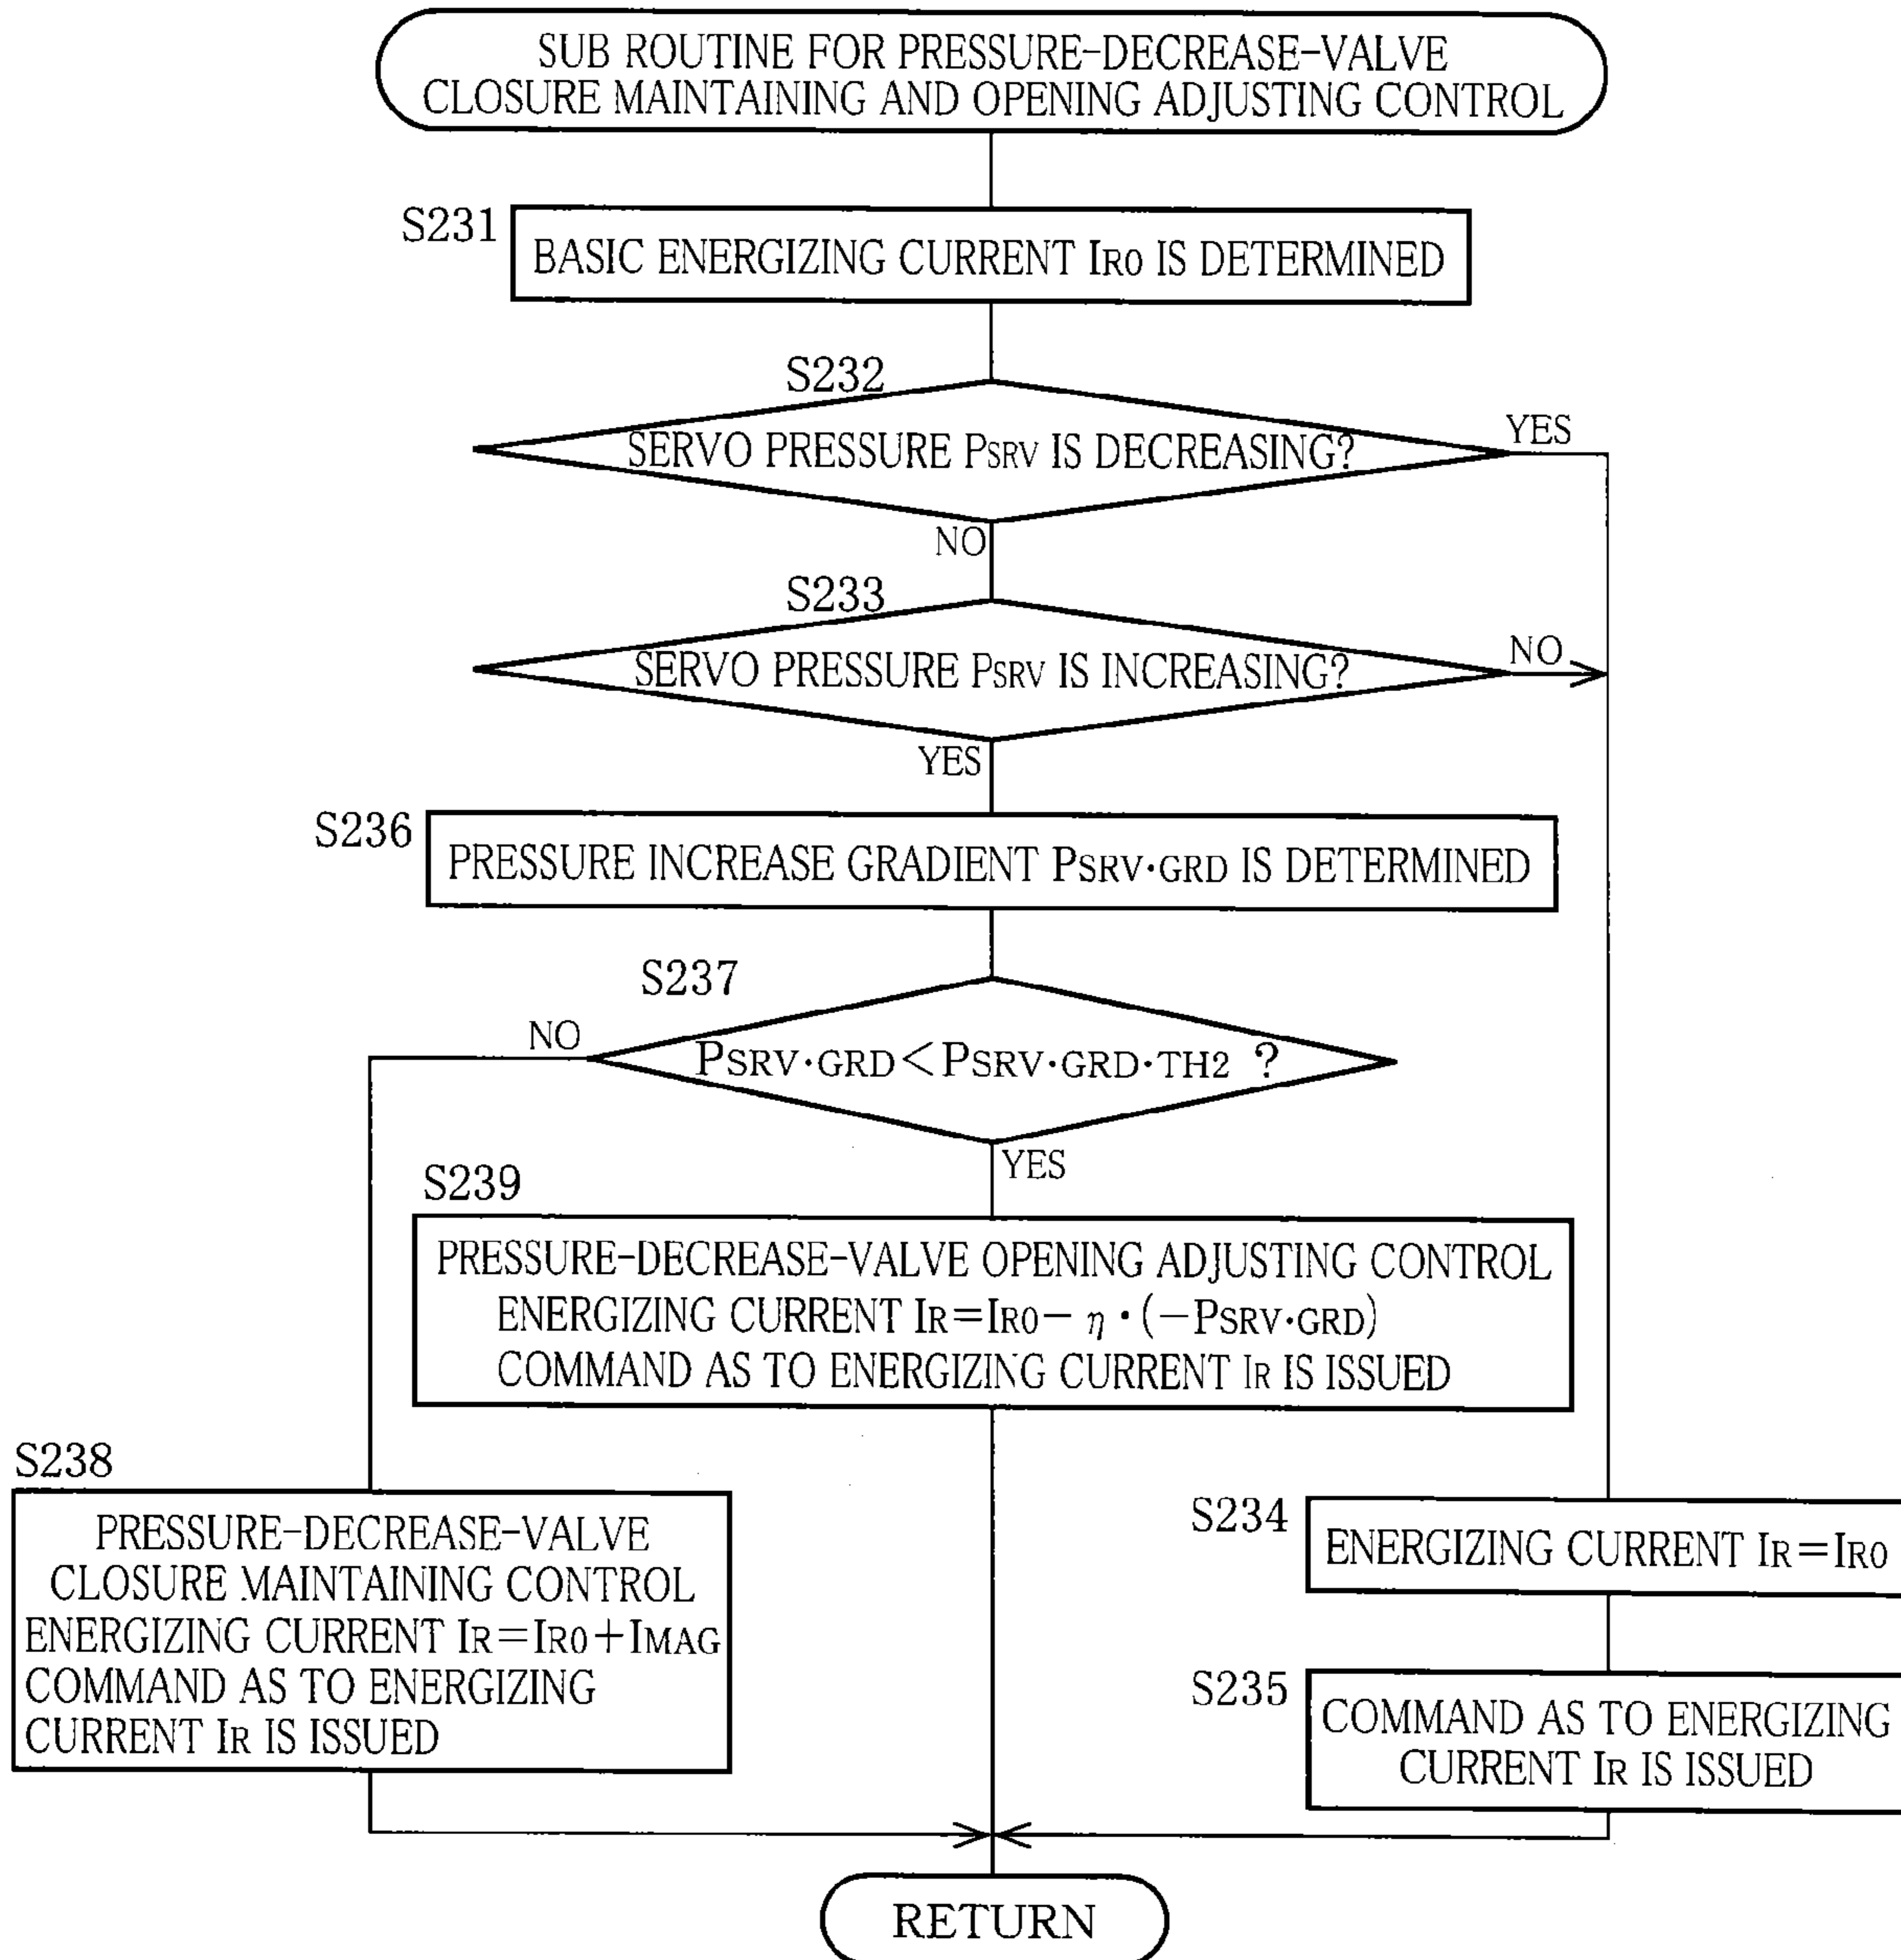 SUB ROUTINE FOR PRESSURE-DECREASE-VALVE
CLOSURE MAINTAINING AND OPENING ADJUSTING CONTROL
S231
BASIC ENERGIZING CURRENT IR0 IS DETERMINED
S232
SERVO PRESSURE PSRV IS DECREASING?
YES
NO
S233
SERVO PRESSURE PSRV IS INCREASING?
NO
YES
S236
PRESSURE INCREASE GRADIENT PSRV·GRD IS DETERMINED
S237
NO
PSRV·GRD<PSRV·GRD·TH2 ?
YES
S239
PRESSURE-DECREASE-VALVE OPENING ADJUSTING CONTROL
ENERGIZING CURRENT IR=IR0− η・(−PSRV·GRD)
COMMAND AS TO ENERGIZING CURRENT IR IS ISSUED
S238
PRESSURE-DECREASE-VALVE
CLOSURE MAINTAINING CONTROL
ENERGIZING CURRENT IR=IR0+IMAG
COMMAND AS TO ENERGIZING
CURRENT IR IS ISSUED
S234
ENERGIZING CURRENT IR=IR0
S235
COMMAND AS TO ENERGIZING
CURRENT IR IS ISSUED
RETURN